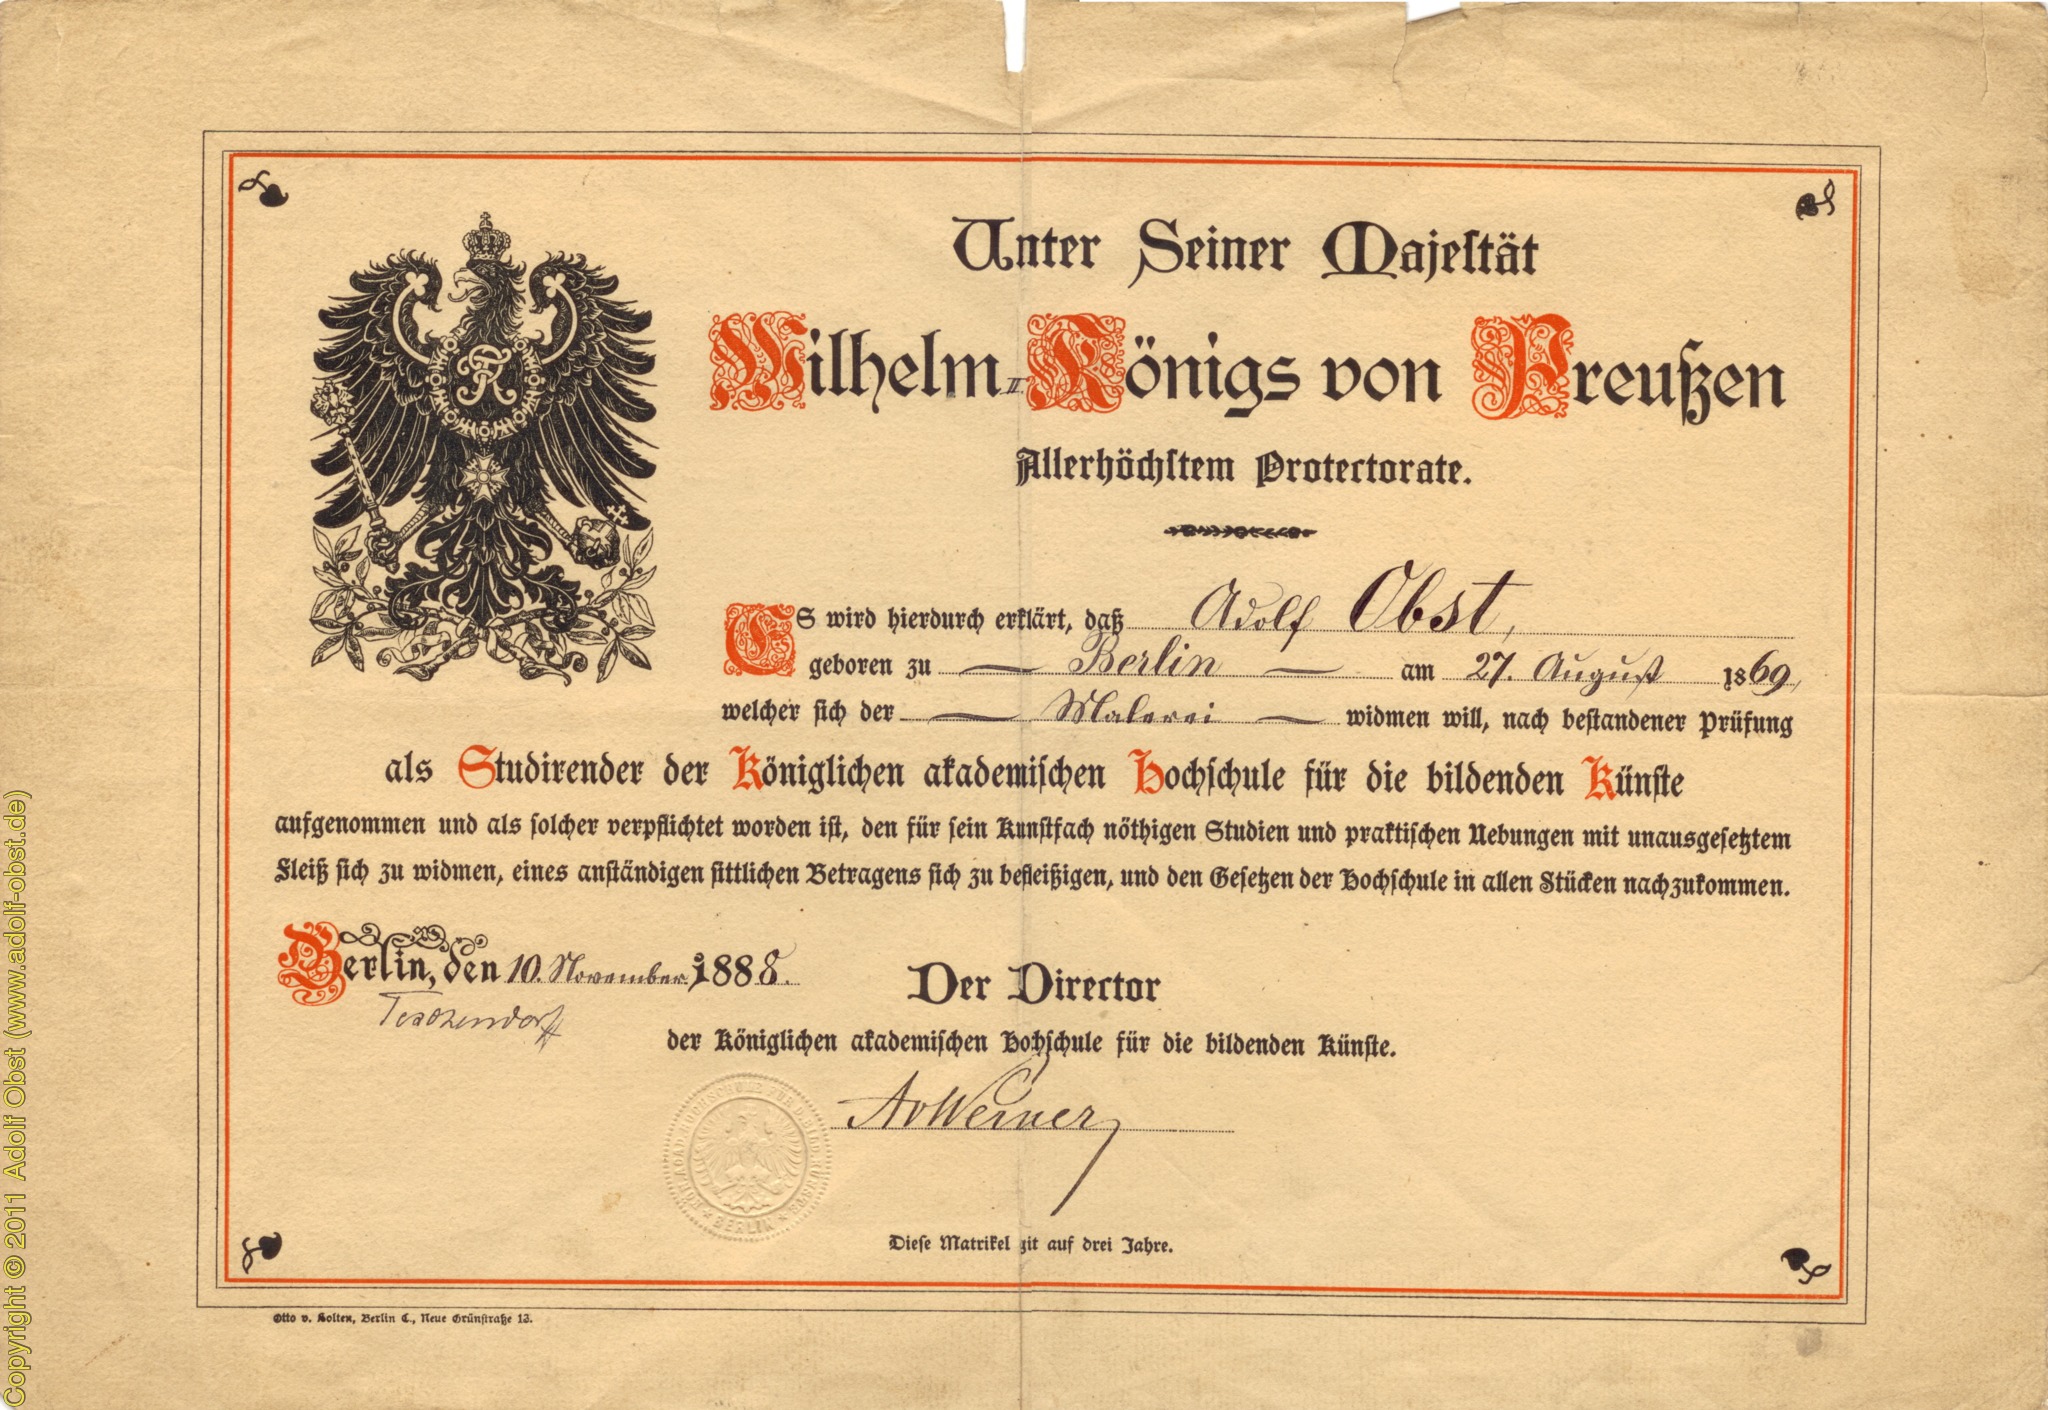 Unter Seiner Majeſtät
Wilhelm II Königs von Preußen
Allerhöchſtem Protectorate.
FR
Es wird hierdurch erklärt, daß Adolf Obst,
geboren zu — Berlin — am 27. August 1869,
welcher ſich der — Malerei — widmen will, nach beſtandener Prüfung
als Studirender der Königlichen akademiſchen Hochſchule für die bildenden Künſte
aufgenommen und als ſolcher verpflichtet worden iſt, den für ſein Kunſtfach nöthigen Studien und praktiſchen Uebungen mit unausgeſetztem
Fleiß ſich zu widmen, eines anſtändigen ſittlichen Betragens ſich zu befleißigen, und den Geſetzen der Hochſchule in allen Stücken nachzukommen.
Berlin, den 10. November 1888.
Teschendorff
Der Director
der Königlichen akademiſchen Hochſchule für die bildenden Künſte.
AvWerner
BERLIN
Dieſe Matrikel gilt auf drei Jahre.
Otto v. Holten, Berlin C., Neue Grünſtraße 13.
Copyright © 2011 Adolf Obst (www.adolf-obst.de)